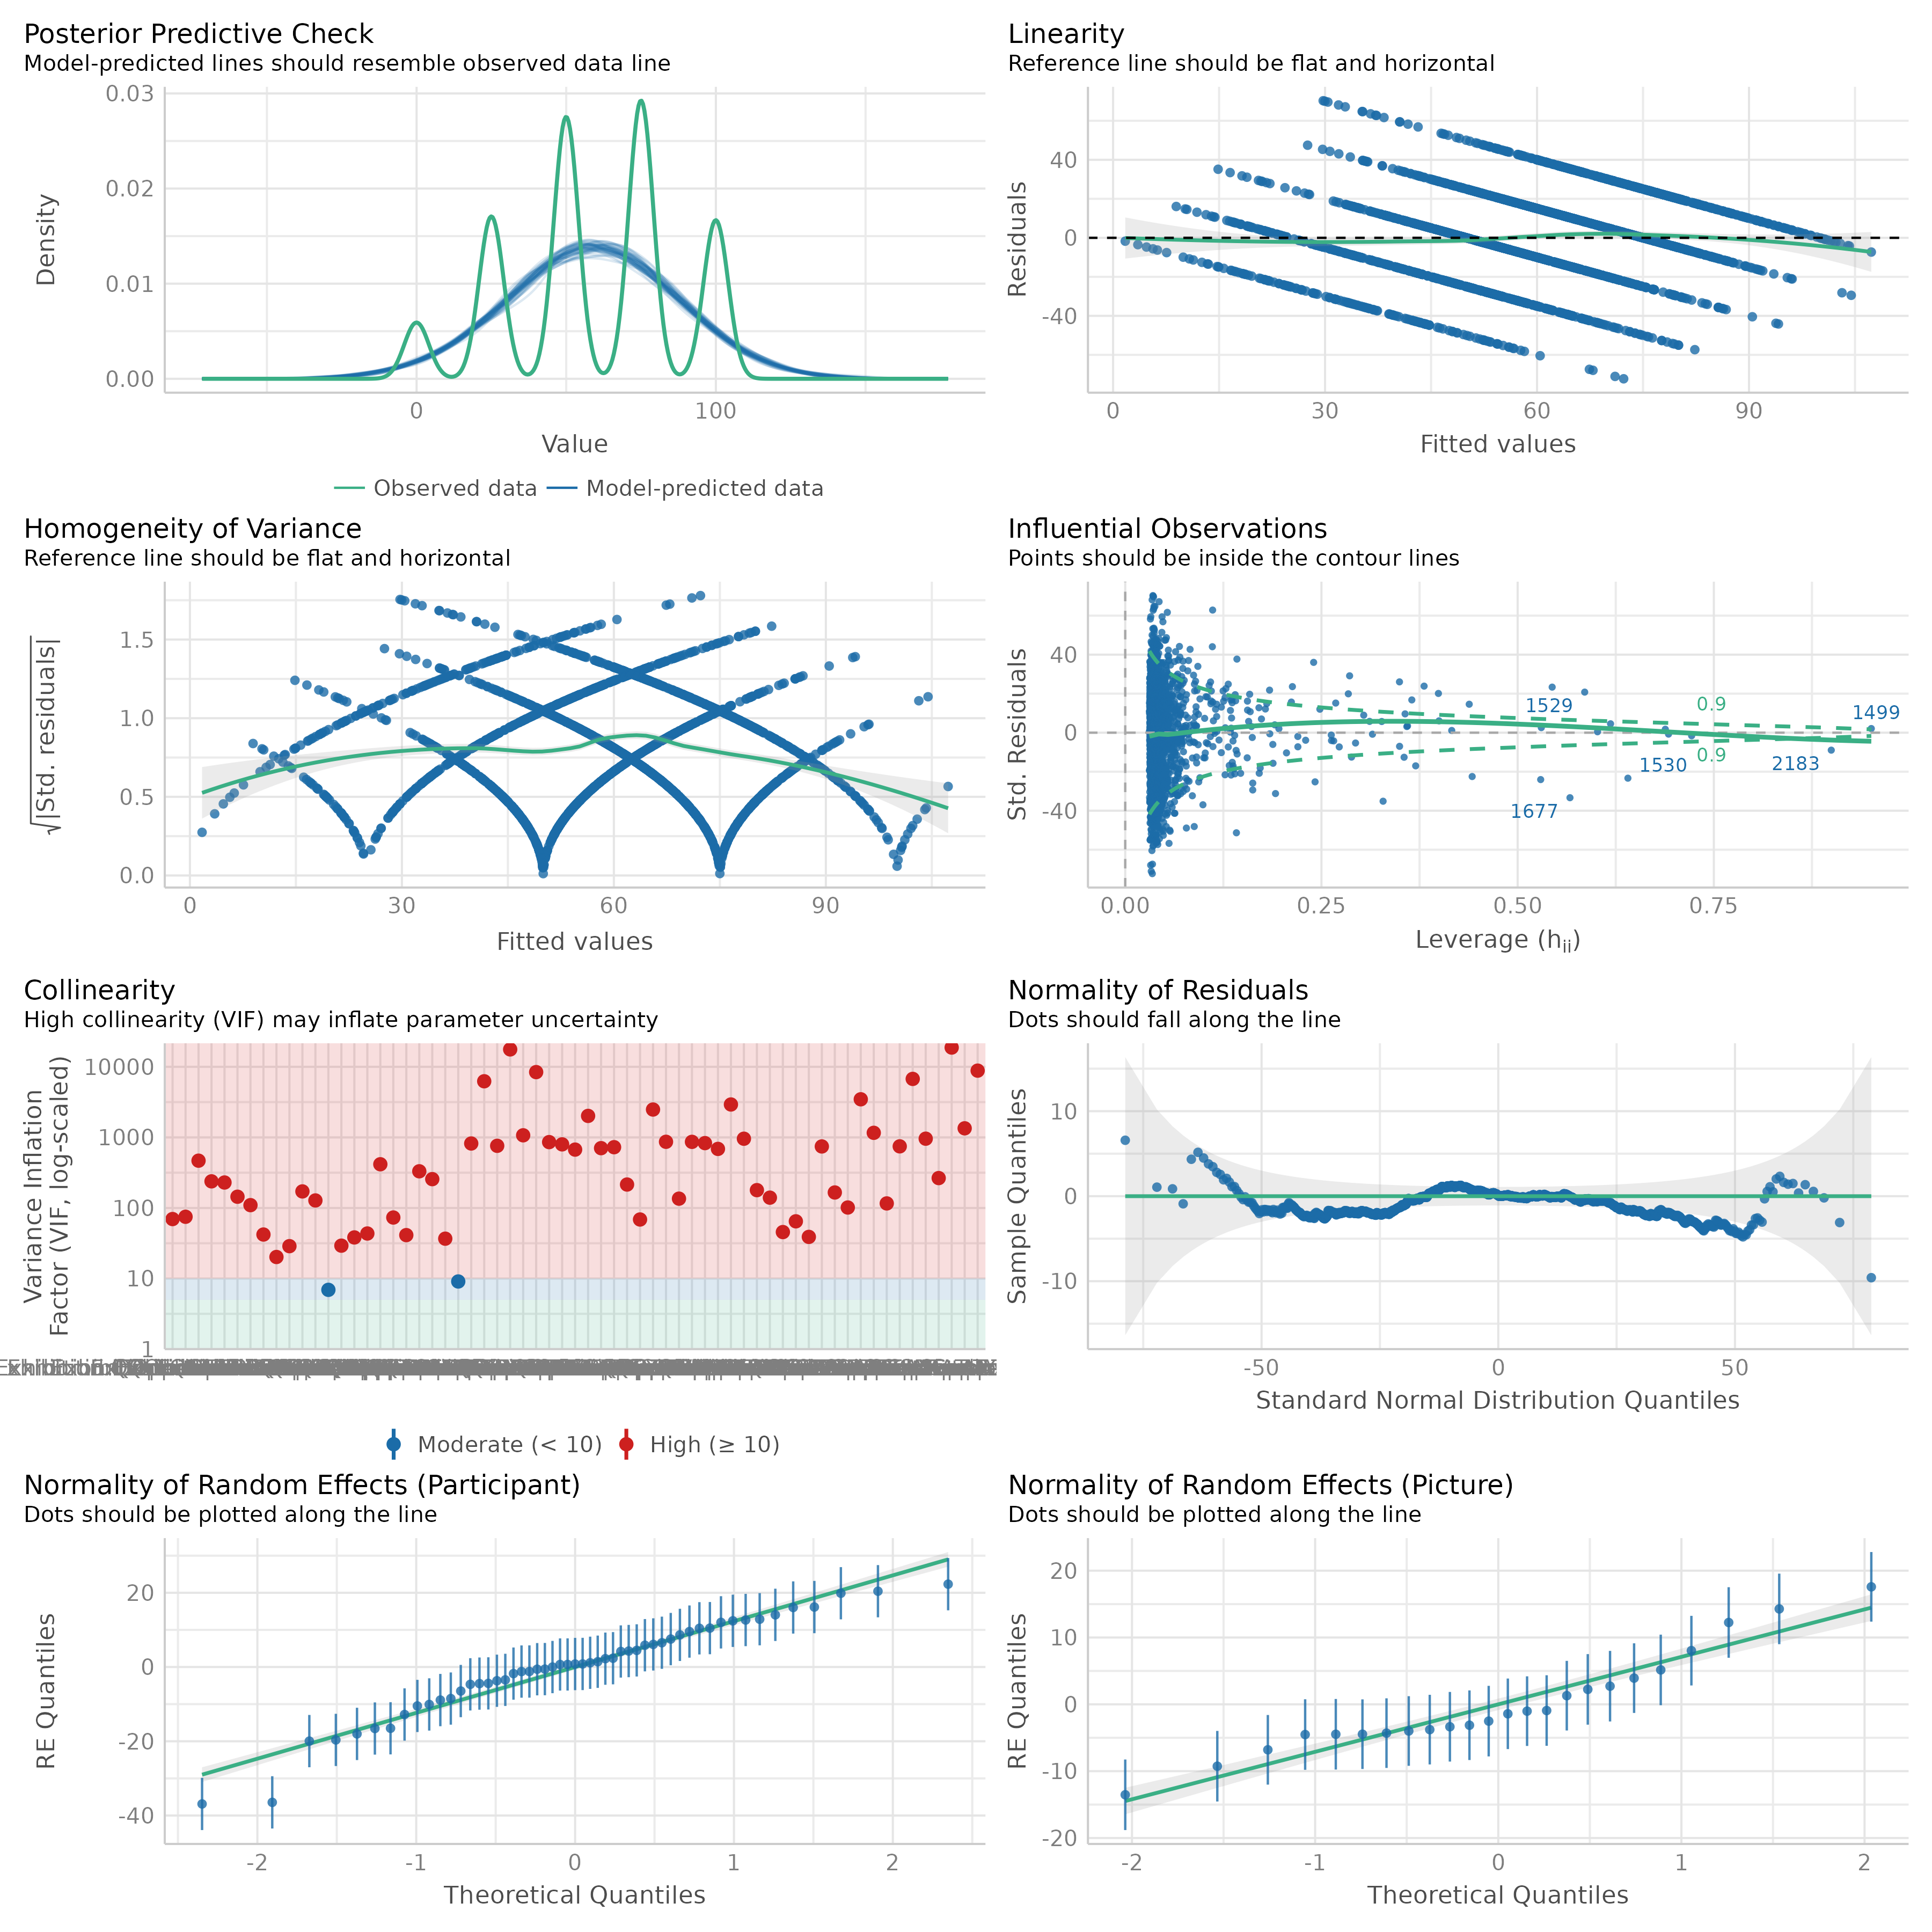 Posterior Predictive Check
Model-predicted lines should resemble observed data line
0.03
0.02
0.01
0.00
Density
0
100
Value
Observed data
Model-predicted data
Linearity
Reference line should be flat and horizontal
40
0
-40
Residuals
0
30
60
90
Fitted values
Homogeneity of Variance
Reference line should be flat and horizontal
1.5
1.0
0.5
0.0
√|Std. residuals|
0
30
60
90
Fitted values
Influential Observations
Points should be inside the contour lines
40
0
-40
Std. Residuals
1529
0.9
1499
1530
0.9
2183
1677
0.00
0.25
0.50
0.75
Leverage (hii)
Collinearity
High collinearity (VIF) may inflate parameter uncertainty
10000
1000
100
10
1
Variance Inflation
Factor (VIF, log-scaled)
Moderate (< 10)
High (≥ 10)
Normality of Residuals
Dots should fall along the line
10
0
-10
Sample Quantiles
-50
0
50
Standard Normal Distribution Quantiles
Normality of Random Effects (Participant)
Dots should be plotted along the line
20
0
-20
-40
RE Quantiles
-2
-1
0
1
2
Theoretical Quantiles
Normality of Random Effects (Picture)
Dots should be plotted along the line
20
10
0
-10
-20
RE Quantiles
-2
-1
0
1
2
Theoretical Quantiles